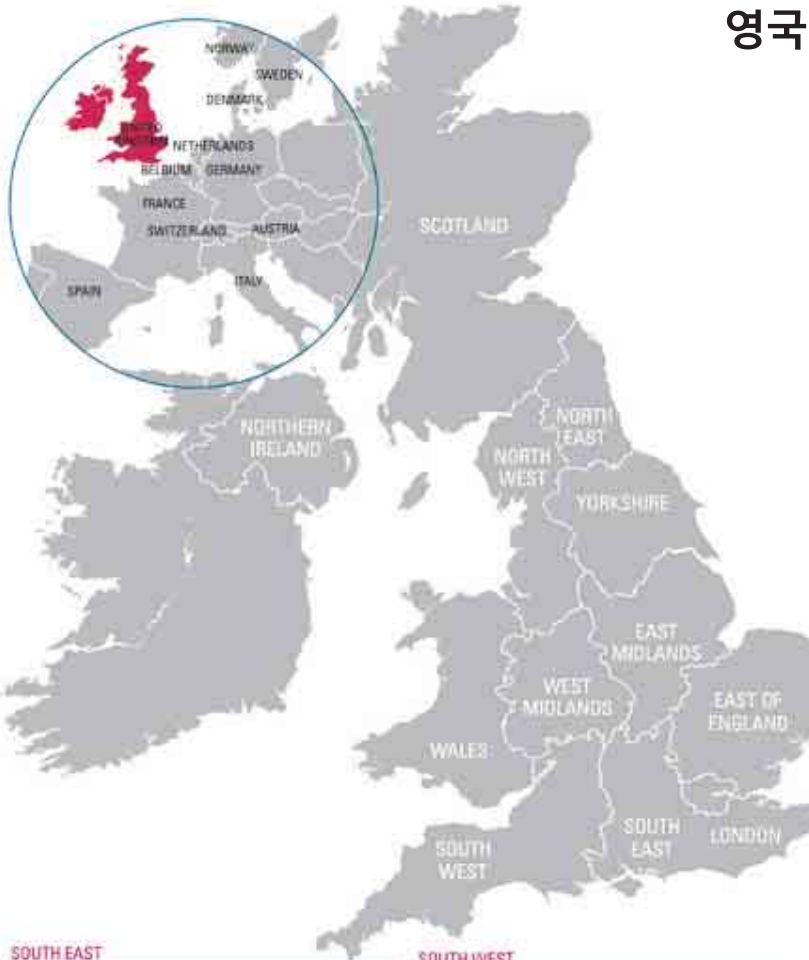 영국
NORWAY
SWEDEN
DENMARK
UNITED
KINGDOM
NETHERLANDS
BELGIUM
GERMANY
FRANCE
SWITZERLAND
AUSTRIA
SPAIN
ITALY
SCOTLAND
NORTHERN
IRELAND
NORTH
EAST
NORTH
WEST
YORKSHIRE
EAST
MIDLANDS
WEST
MIDLANDS
EAST OF
ENGLAND
WALES
SOUTH
EAST
LONDON
SOUTH
WEST
SOUTH EAST
SOUTH WEST